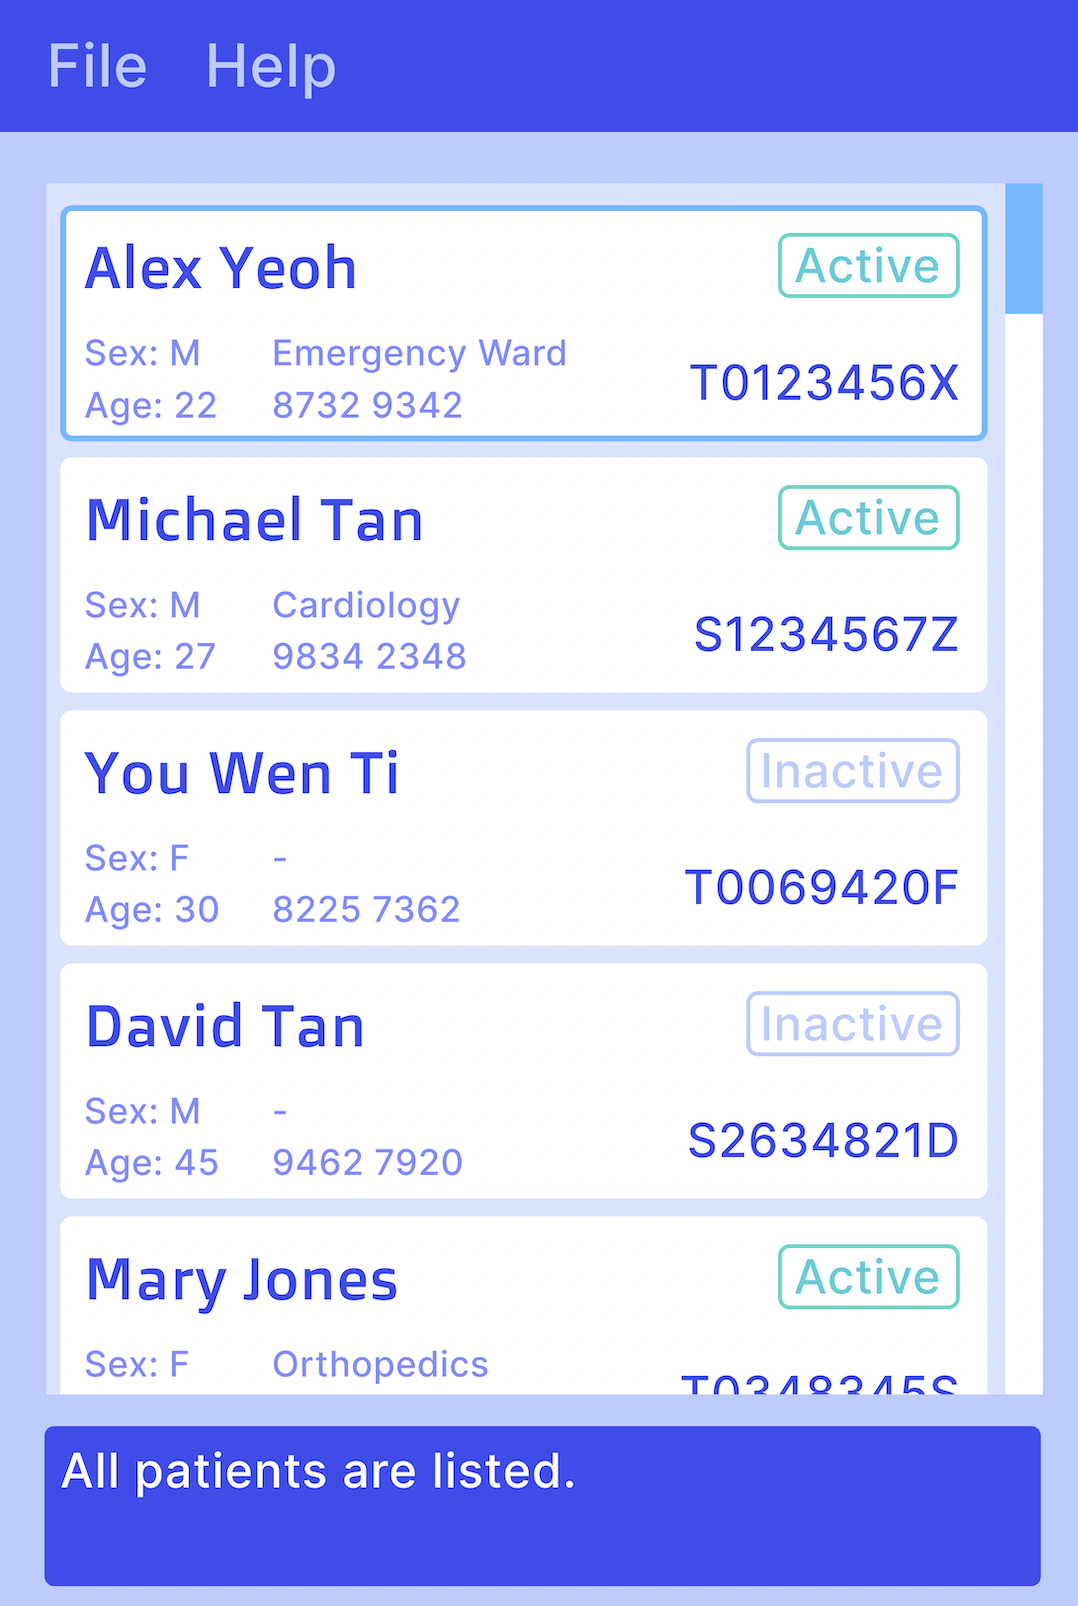 File Help
Alex Yeoh Active
Sex: M Emergency Ward
T0123456X
Age: 22 8732 9342
Michael Tan Active
Sex: M Cardiology
S1234567Z
Age: 27 9834 2348
You Wen Ti Inactive
Sex: F -
T0069420F
Age: 30 8225 7362
David Tan Inactive
Sex: M -
S2634821D
Age: 45 9462 7920
Mary Jones Active
Sex: F Orthopedics
T0348345S
All patients are listed.